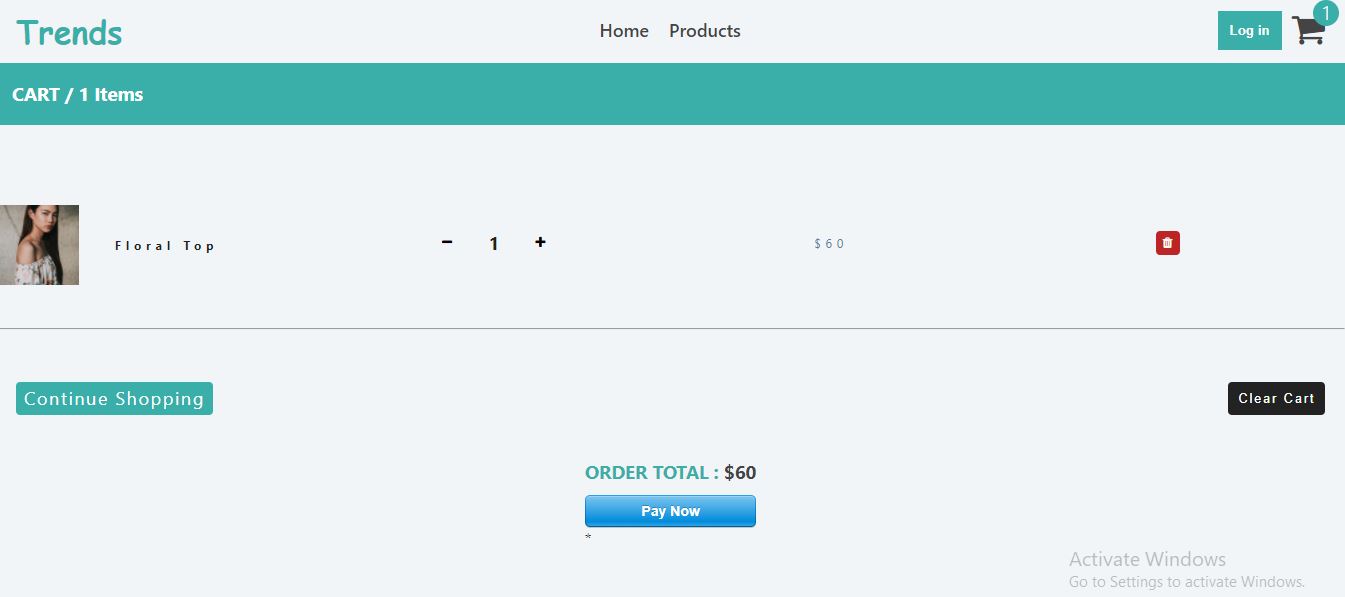 Trends
Home Products
Log in
1
CART / 1 Items
Floral Top
− 1 +
$60
Continue Shopping
Clear Cart
ORDER TOTAL : $60
Pay Now
*
Activate Windows
Go to Settings to activate Windows.